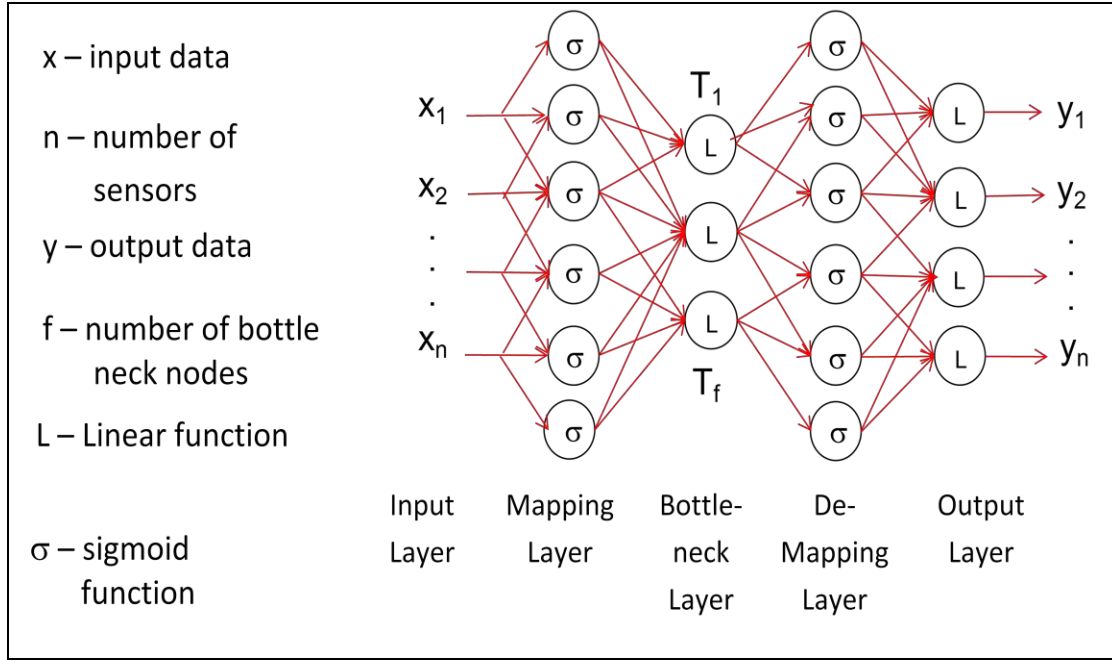 x – input data
n – number of
sensors
y – output data
f – number of bottle
neck nodes
L – Linear function
σ – sigmoid
function
x1
x2
.
.
.
xn
σ
σ
σ
σ
σ
σ
T1
L
L
L
Tf
σ
σ
σ
σ
σ
σ
L
L
L
L
y1
y2
.
.
.
yn
Input
Layer
Mapping
Layer
Bottle-
neck
Layer
De-
Mapping
Layer
Output
Layer